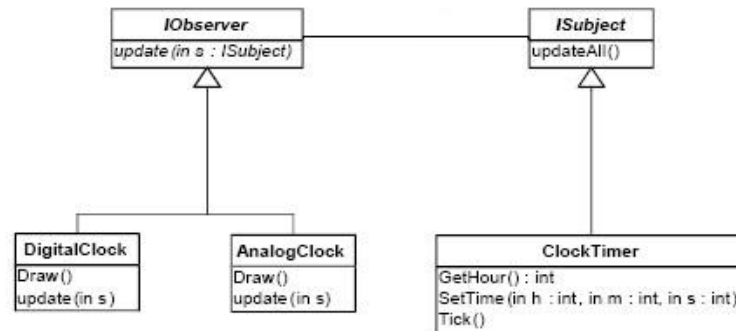 IObserver
update(in s : ISubject)
ISubject
updateAll()
DigitalClock
Draw()
update(in s)
AnalogClock
Draw()
update(in s)
ClockTimer
GetHour() : int
SetTime(in h : int, in m : int, in s : int)
Tick()